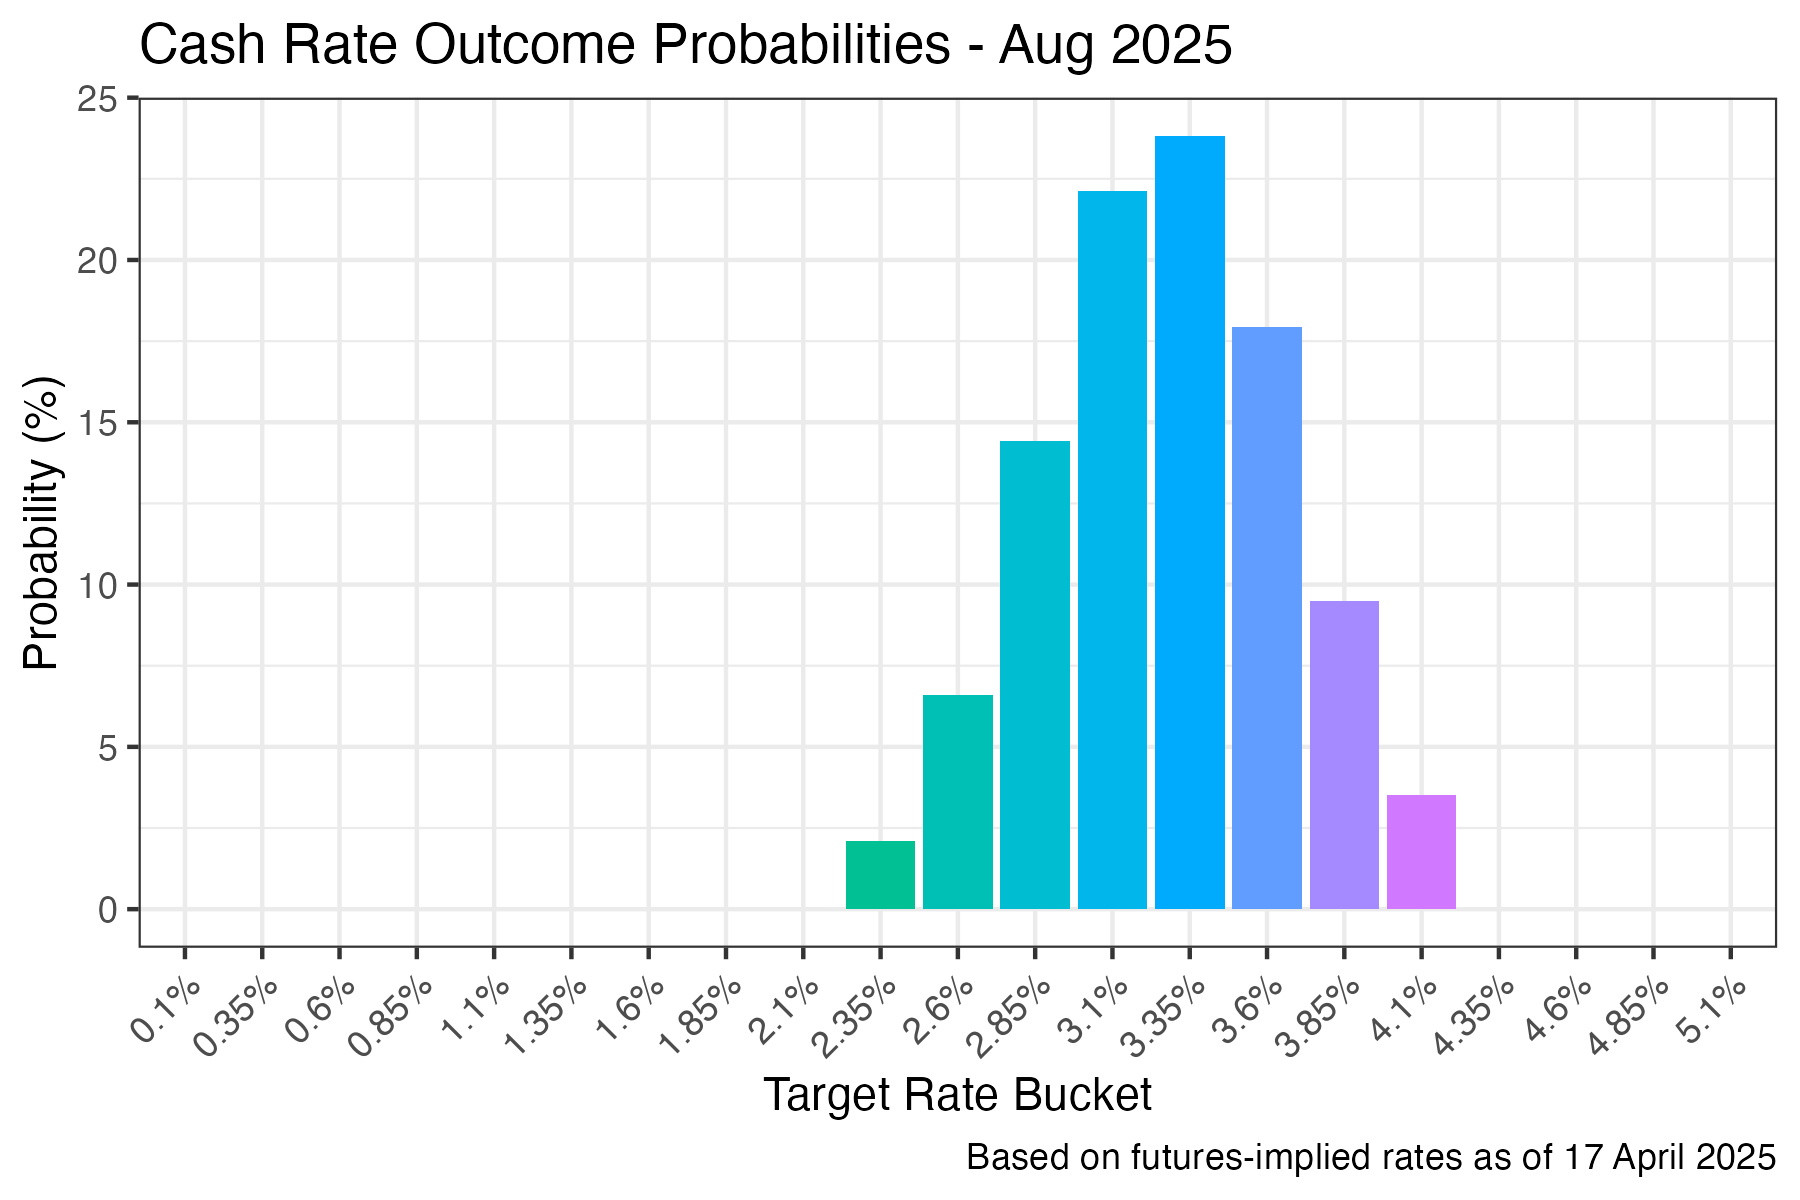 Cash Rate Outcome Probabilities - Aug 2025
Probability (%)
25
20
15
10
5
0
0.1% 0.35% 0.6% 0.85% 1.1% 1.35% 1.6% 1.85% 2.1% 2.35% 2.6% 2.85% 3.1% 3.35% 3.6% 3.85% 4.1% 4.35% 4.6% 4.85% 5.1%
Target Rate Bucket
Based on futures-implied rates as of 17 April 2025